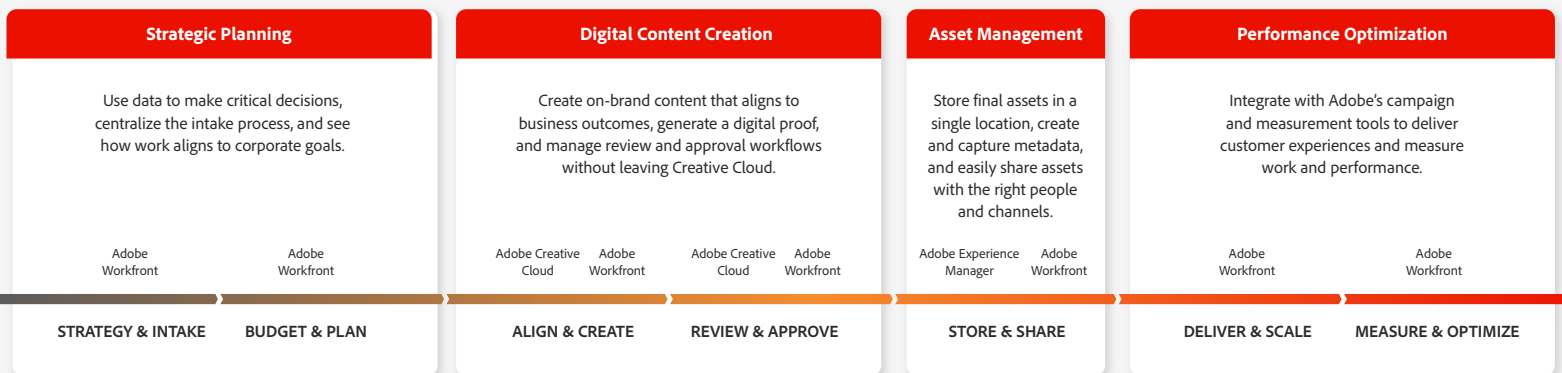 Strategic Planning
Use data to make critical decisions,
centralize the intake process, and see
how work aligns to corporate goals.
Adobe
Workfront
Adobe
Workfront
STRATEGY & INTAKE
BUDGET & PLAN
Digital Content Creation
Create on-brand content that aligns to
business outcomes, generate a digital proof,
and manage review and approval workflows
without leaving Creative Cloud.
Adobe Creative
Cloud
Adobe
Workfront
Adobe Creative
Cloud
Adobe
Workfront
ALIGN & CREATE
REVIEW & APPROVE
Asset Management
Store final assets in a
single location, create
and capture metadata,
and easily share assets
with the right people
and channels.
Adobe Experience
Manager
Adobe
Workfront
STORE & SHARE
Performance Optimization
Integrate with Adobe's campaign
and measurement tools to deliver
customer experiences and measure
work and performance.
Adobe
Workfront
Adobe
Workfront
DELIVER & SCALE
MEASURE & OPTIMIZE